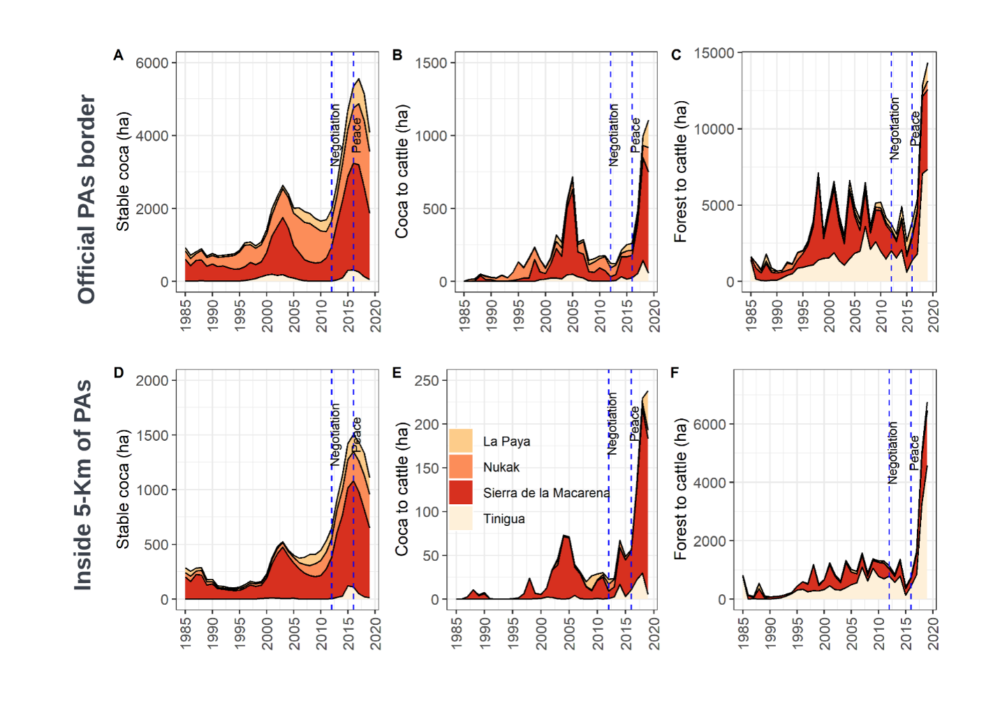 Official PAs border
A
Stable coca (ha)
6000
4000
2000
0
Negotiation
Peace
1985
1990
1995
2000
2005
2010
2015
2020
B
Coca to cattle (ha)
1500
1000
500
0
Negotiation
Peace
1985
1990
1995
2000
2005
2010
2015
2020
C
Forest to cattle (ha)
15000
10000
5000
0
Negotiation
Peace
1985
1990
1995
2000
2005
2010
2015
2020
Inside 5-Km of PAs
D
Stable coca (ha)
2000
1500
1000
500
0
Negotiation
Peace
1985
1990
1995
2000
2005
2010
2015
2020
E
Coca to cattle (ha)
250
200
150
100
50
0
La Paya
Nukak
Sierra de la Macarena
Tinigua
Negotiation
Peace
1985
1990
1995
2000
2005
2010
2015
2020
F
Forest to cattle (ha)
6000
4000
2000
0
Negotiation
Peace
1985
1990
1995
2000
2005
2010
2015
2020